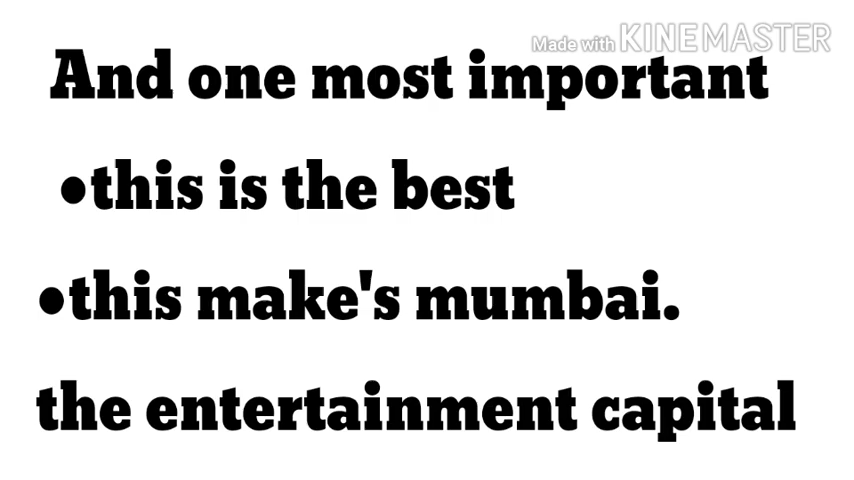 Made with KINEMASTER
And one most important
•this is the best
•this make's mumbai.
the entertainment capital